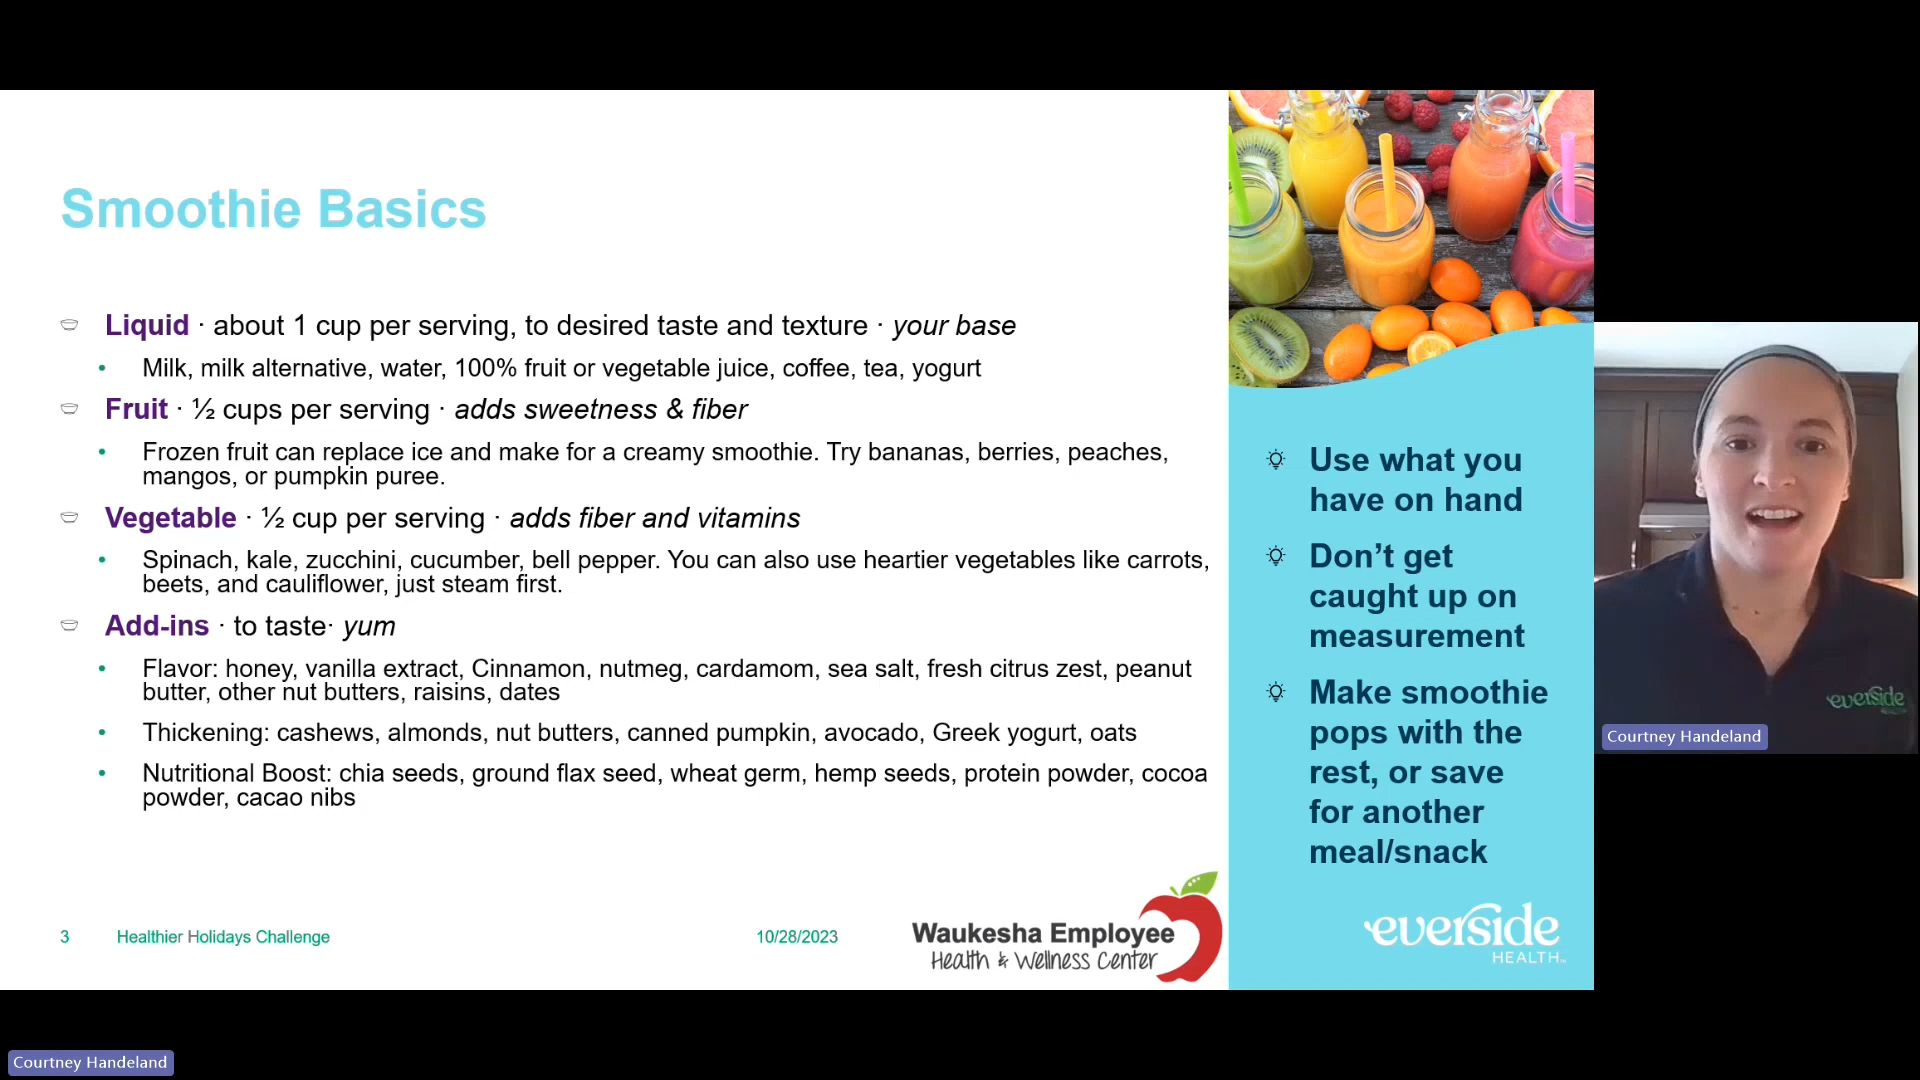 Smoothie Basics
Liquid · about 1 cup per serving, to desired taste and texture · your base
• Milk, milk alternative, water, 100% fruit or vegetable juice, coffee, tea, yogurt
Fruit · ½ cups per serving · adds sweetness & fiber
• Frozen fruit can replace ice and make for a creamy smoothie. Try bananas, berries, peaches,
mangos, or pumpkin puree.
Vegetable · ½ cup per serving · adds fiber and vitamins
• Spinach, kale, zucchini, cucumber, bell pepper. You can also use heartier vegetables like carrots,
beets, and cauliflower, just steam first.
Add-ins · to taste· yum
• Flavor: honey, vanilla extract, Cinnamon, nutmeg, cardamom, sea salt, fresh citrus zest, peanut
butter, other nut butters, raisins, dates
• Thickening: cashews, almonds, nut butters, canned pumpkin, avocado, Greek yogurt, oats
• Nutritional Boost: chia seeds, ground flax seed, wheat germ, hemp seeds, protein powder, cocoa
powder, cacao nibs
3 Healthier Holidays Challenge 10/28/2023
Waukesha Employee
Health & Wellness Center
Use what you
have on hand
Don’t get
caught up on
measurement
Make smoothie
pops with the
rest, or save
for another
meal/snack
everside
HEALTH
everside
Courtney Handeland
Courtney Handeland